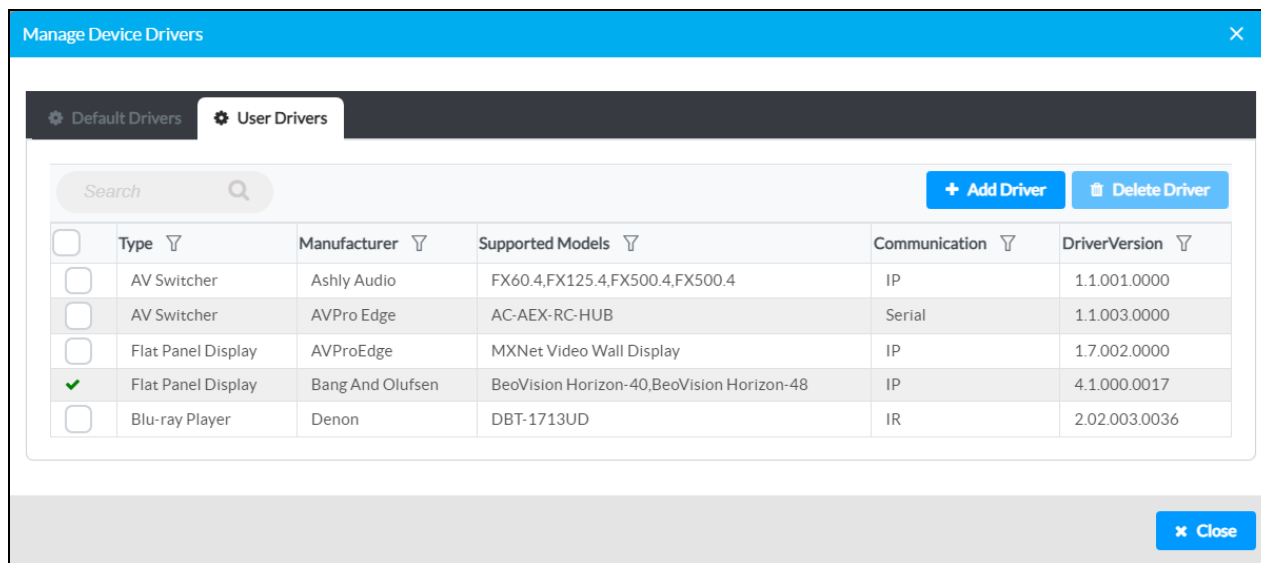 Manage Device Drivers
Default Drivers User Drivers
Search + Add Driver Delete Driver
Type Manufacturer Supported Models Communication DriverVersion
AV Switcher Ashly Audio FX60.4,FX125.4,FX500.4,FX500.4 IP 1.1.001.0000
AV Switcher AVPro Edge AC-AEX-RC-HUB Serial 1.1.003.0000
Flat Panel Display AVProEdge MXNet Video Wall Display IP 1.7.002.0000
Flat Panel Display Bang And Olufsen BeoVision Horizon-40,BeoVision Horizon-48 IP 4.1.000.0017
Blu-ray Player Denon DBT-1713UD IR 2.02.003.0036
Close